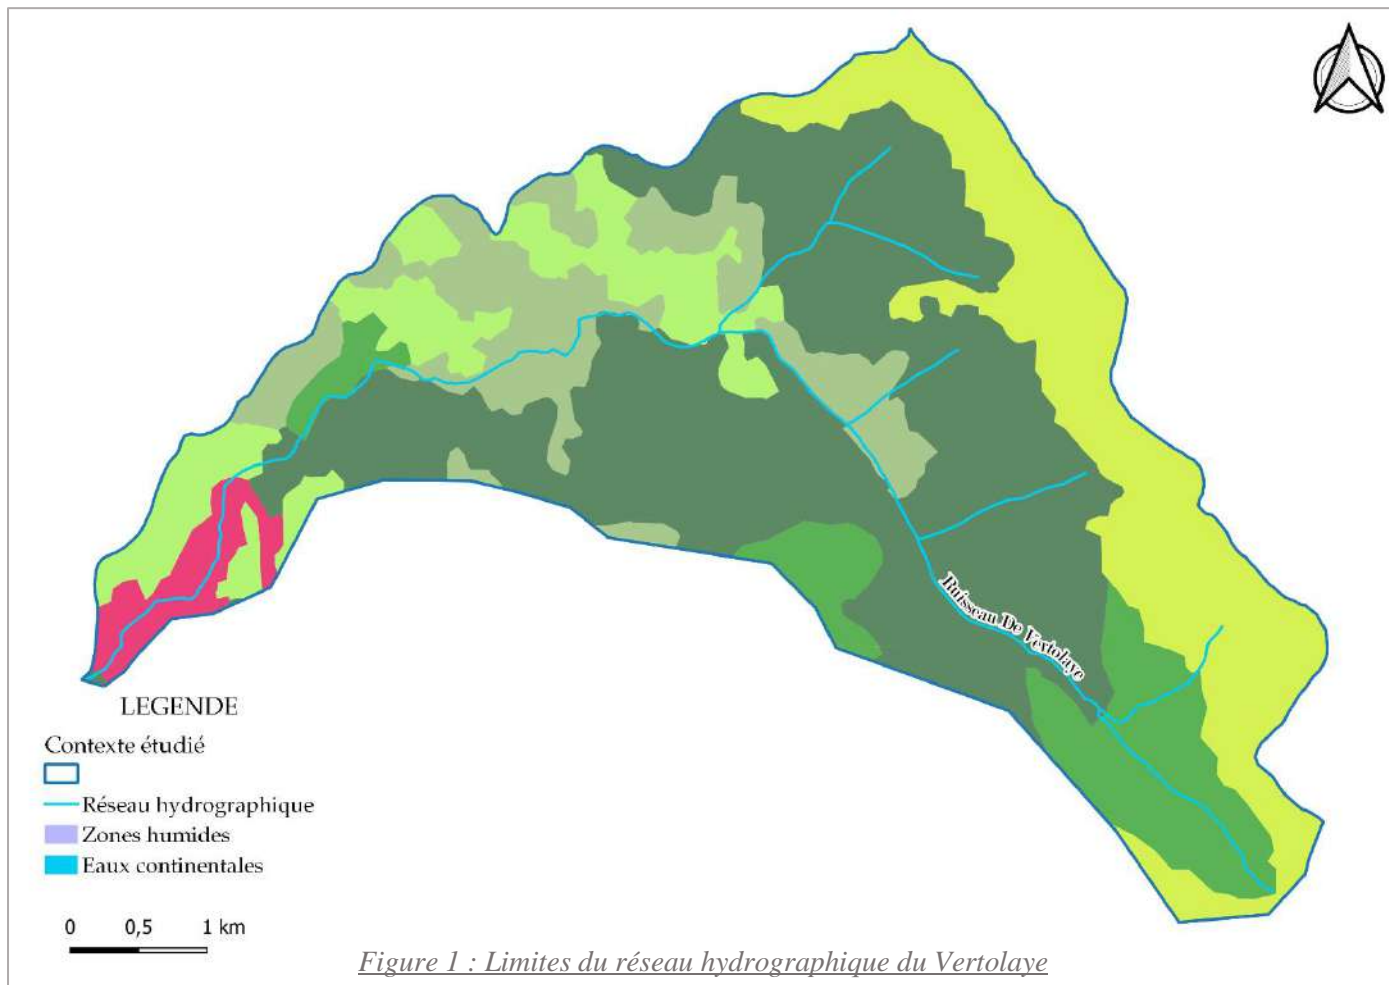 Ruisseau De Vertolaye
LEGENDE
Contexte étudié
Réseau hydrographique
Zones humides
Eaux continentales
0 0,5 1 km
Figure 1 : Limites du réseau hydrographique du Vertolaye